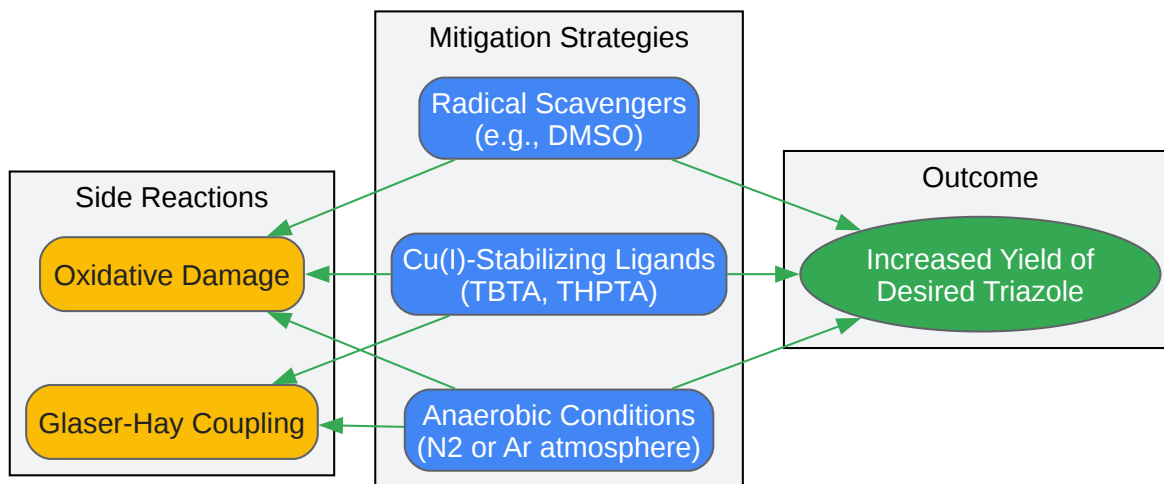 Mitigation Strategies
Radical Scavengers
(e.g., DMSO)
Cu(I)-Stabilizing Ligands
(TBTA, THPTA)
Anaerobic Conditions
(N2 or Ar atmosphere)
Side Reactions
Oxidative Damage
Glaser-Hay Coupling
Outcome
Increased Yield of
Desired Triazole